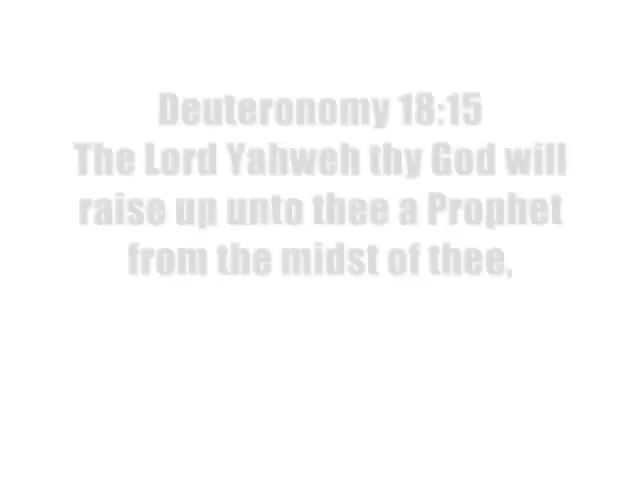 Deuteronomy 18:15
The Lord Yahweh thy God will
raise up unto thee a Prophet
from the midst of thee,